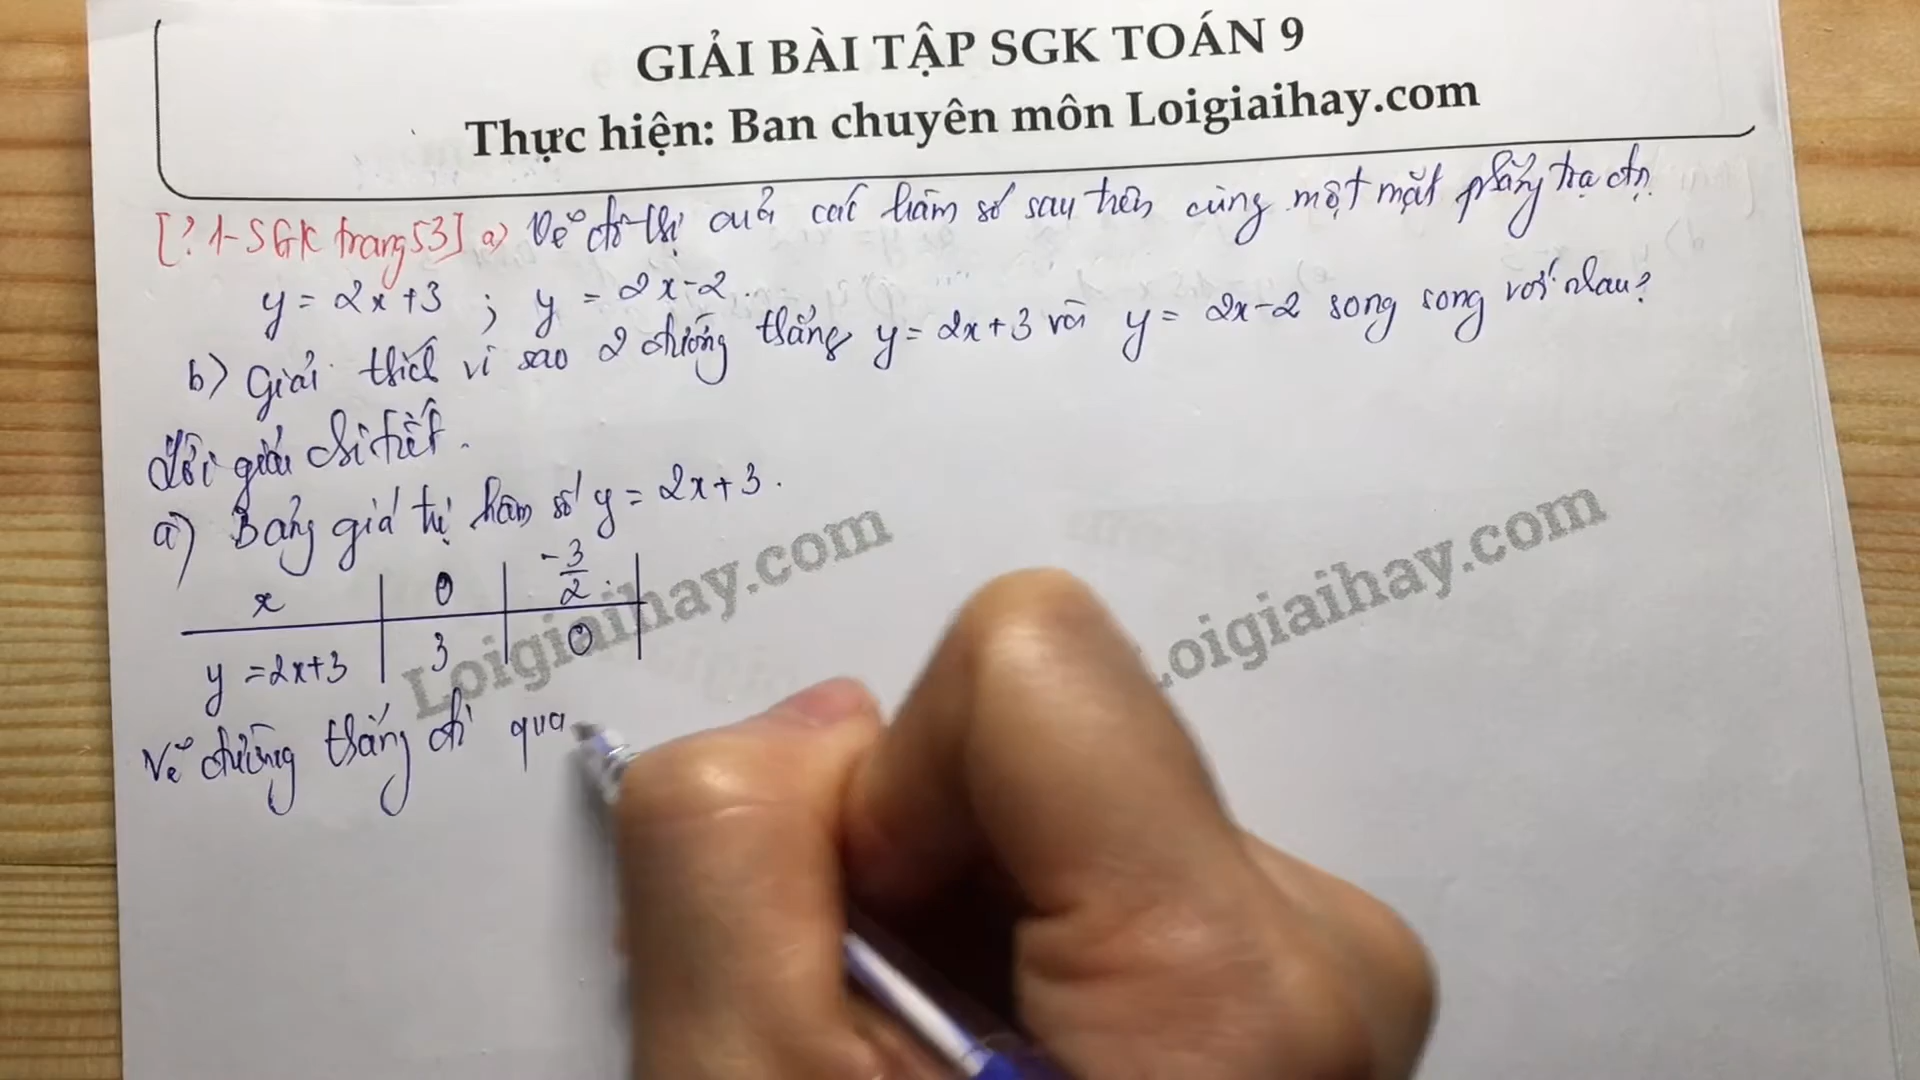 GIẢI BÀI TẬP SGK TOÁN 9
Thực hiện: Ban chuyên môn Loigiaihay.com
[?1-SGK trang 53] a) Vẽ đồ thị của các hàm số sau trên cùng một mặt phẳng tọa độ.
y = 2x+3 ; y = 2x-2.
b) Giải thích vì sao 2 đường thẳng y = 2x+3 và y = 2x-2 song song với nhau?
Lời giải chi tiết.
a) Bảng giá trị hàm số y = 2x+3.
x 0 -3/2
y = 2x+3 3 0
Vẽ đường thẳng đi qua
Loigiaihay.com
Loigiaihay.com